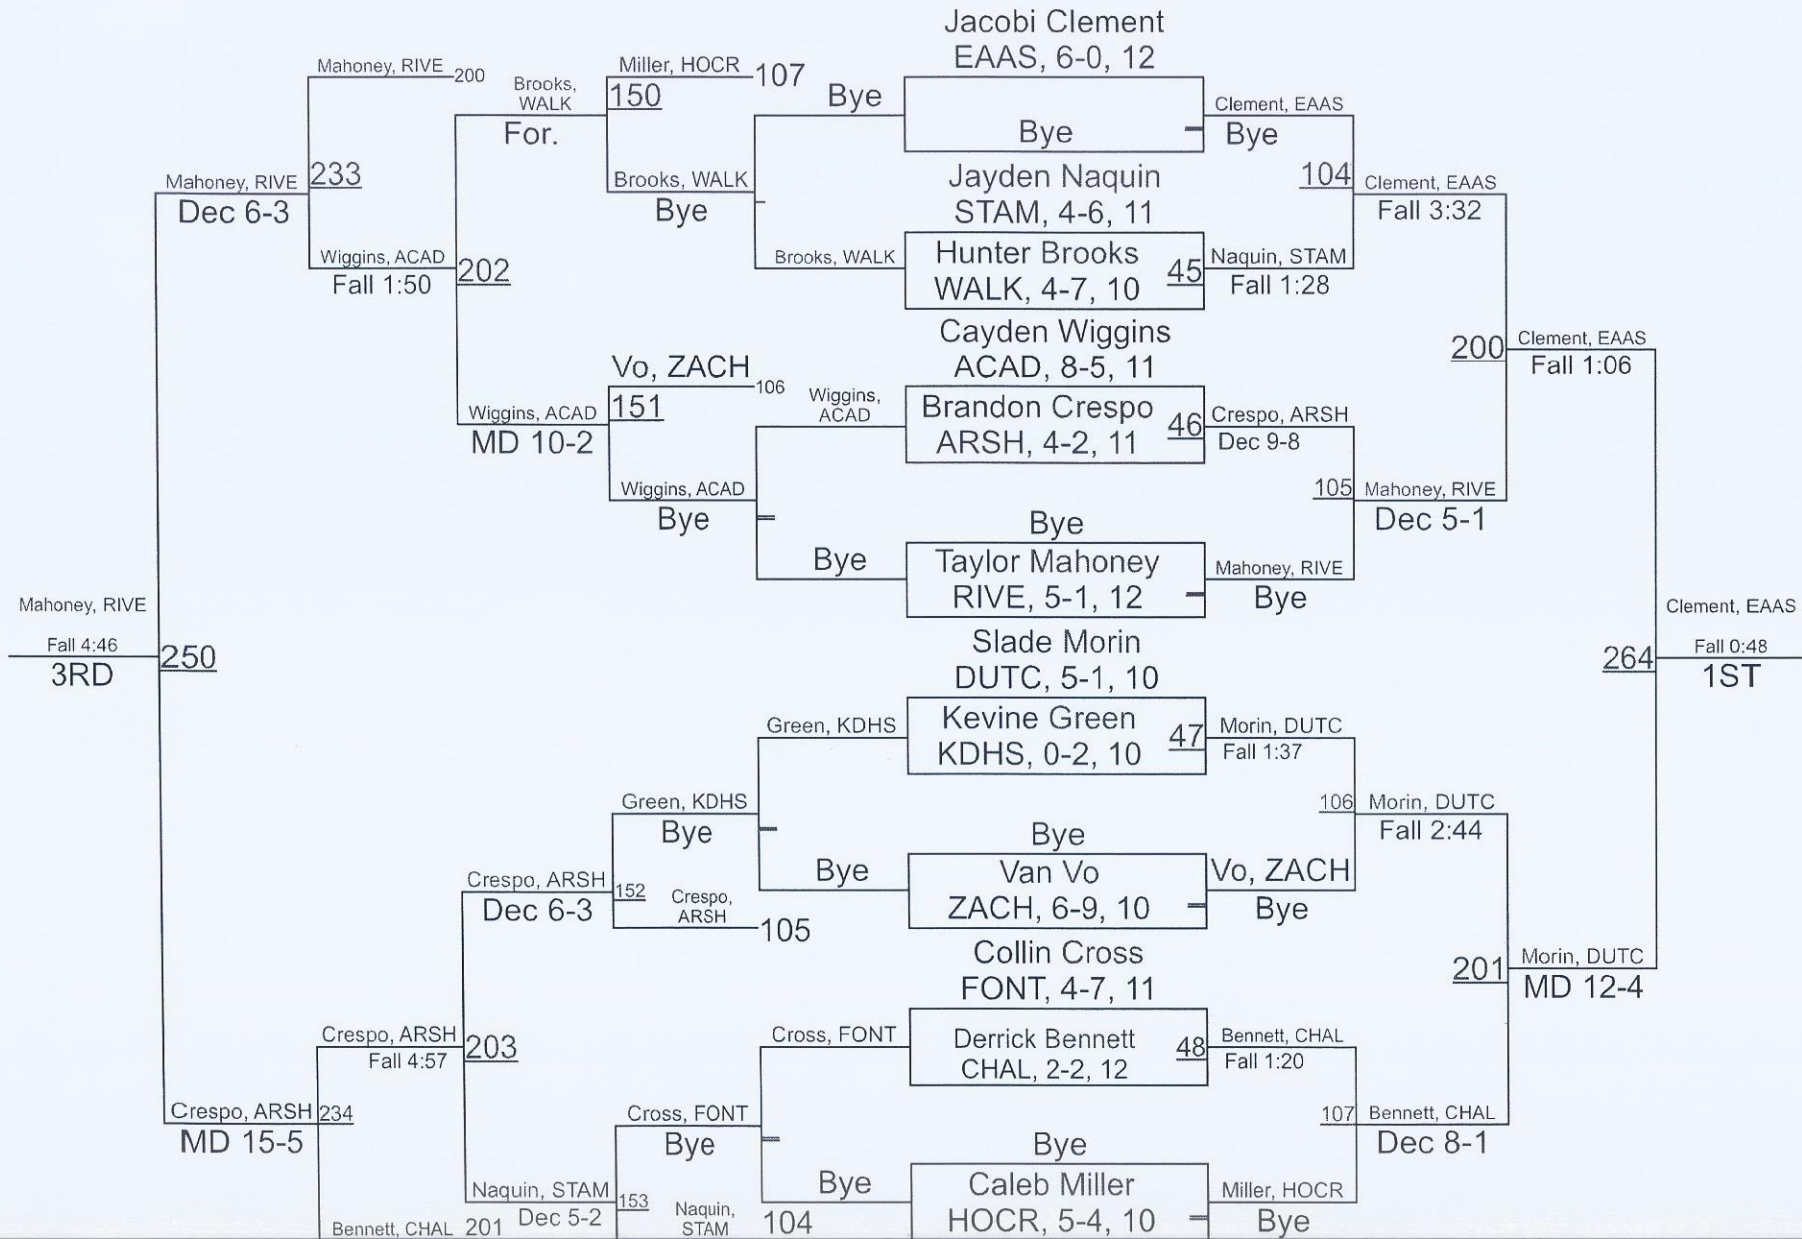 Jacobi Clement
EAAS, 6-0, 12
Bye
Jayden Naquin
STAM, 4-6, 11
Hunter Brooks
WALK, 4-7, 10
45
Cayden Wiggins
ACAD, 8-5, 11
Brandon Crespo
ARSH, 4-2, 11
46
Bye
Taylor Mahoney
RIVE, 5-1, 12
Slade Morin
DUTC, 5-1, 10
Kevine Green
KDHS, 0-2, 10
47
Bye
Van Vo
ZACH, 6-9, 10
Collin Cross
FONT, 4-7, 11
Derrick Bennett
CHAL, 2-2, 12
48
Bye
Caleb Miller
HOCR, 5-4, 10
Clement, EAAS
Bye
104
Naquin, STAM
Fall 1:28
Crespo, ARSH
Dec 9-8
105
Mahoney, RIVE
Bye
Morin, DUTC
Fall 1:37
106
Vo, ZACH
Bye
Bennett, CHAL
Fall 1:20
107
Miller, HOCR
Bye
Clement, EAAS
Fall 3:32
200
Mahoney, RIVE
Dec 5-1
Morin, DUTC
Fall 2:44
201
Bennett, CHAL
Dec 8-1
Clement, EAAS
Fall 1:06
264
Morin, DUTC
MD 12-4
Clement, EAAS
Fall 0:48
1ST
Bye
Brooks, WALK
Wiggins,
ACAD
Bye
Green, KDHS
Bye
Cross, FONT
Bye
Miller, HOCR
107
150
Brooks, WALK
Bye
Vo, ZACH
106
151
Wiggins, ACAD
Bye
Green, KDHS
Bye
152
Crespo,
ARSH
105
Cross, FONT
Bye
153
Naquin,
STAM
104
Brooks,
WALK
For.
202
Wiggins, ACAD
MD 10-2
Crespo, ARSH
Dec 6-3
203
Naquin, STAM
Dec 5-2
Mahoney, RIVE
200
233
Wiggins, ACAD
Fall 1:50
Crespo, ARSH
Fall 4:57
234
Bennett, CHAL
201
Mahoney, RIVE
Dec 6-3
250
Crespo, ARSH
MD 15-5
Mahoney, RIVE
Fall 4:46
3RD